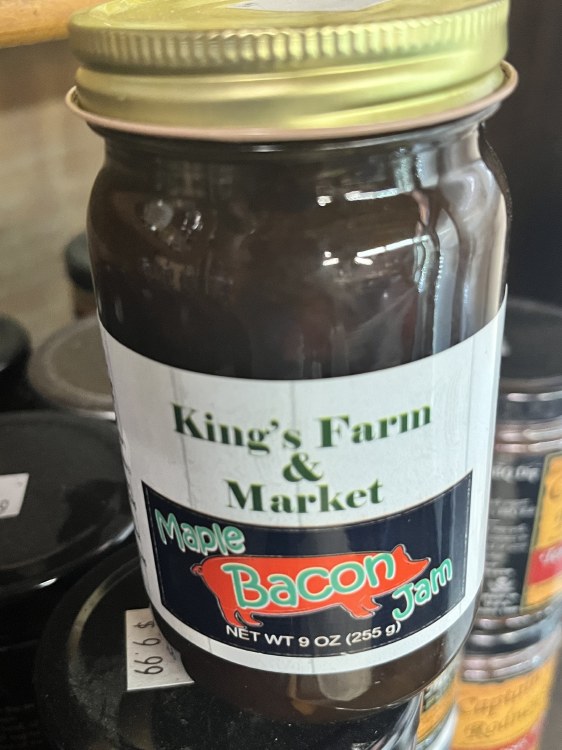 King's Farm
&
Market
Maple
Bacon
Jam
NET WT 9 OZ (255 g)
$ 9.99